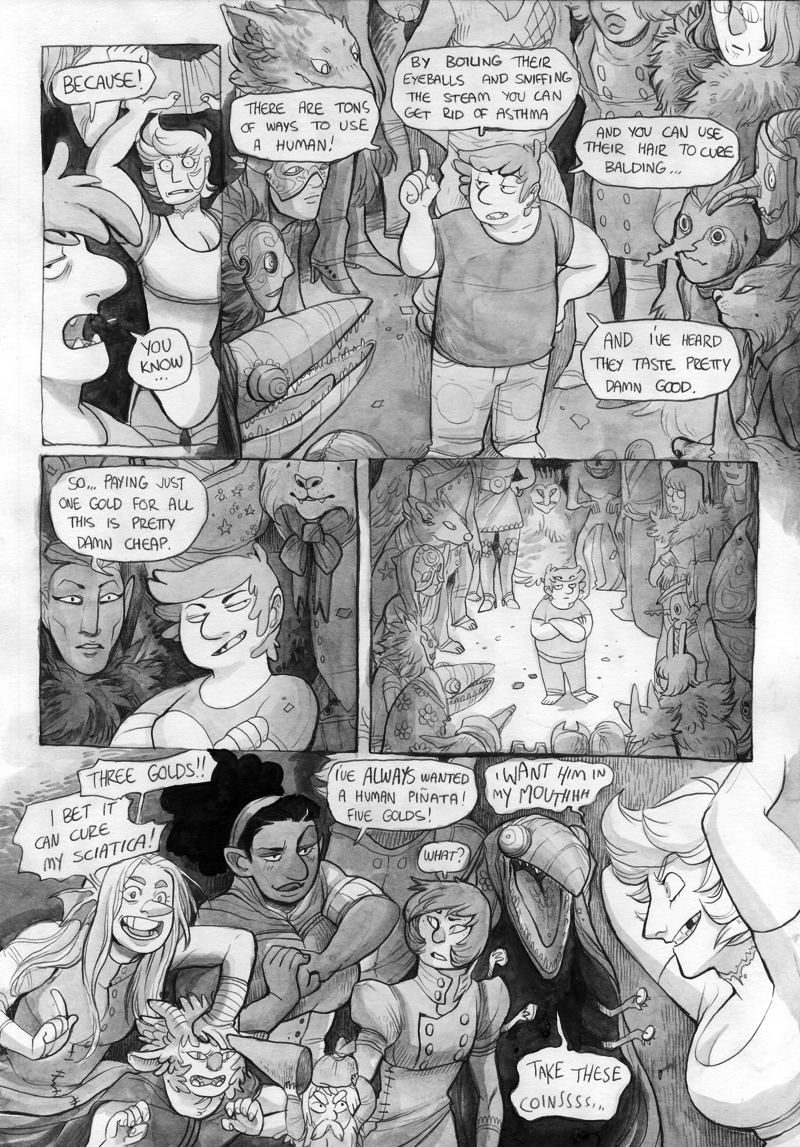 BECAUSE!
YOU
KNOW
...
THERE ARE TONS
OF WAYS TO USE
A HUMAN!
BY BOILING THEIR
EYEBALLS AND SNIFFING
THE STEAM YOU CAN
GET RID OF ASTHMA
AND YOU CAN USE
THEIR HAIR TO CURE
BALDING...
AND I'VE HEARD
THEY TASTE PRETTY
DAMN GOOD.
SO... PAYING JUST
ONE GOLD FOR ALL
THIS IS PRETTY
DAMN CHEAP.
THREE GOLDS!!
I BET IT
CAN CURE
MY SCIATICA!
I'VE ALWAYS WANTED
A HUMAN PIÑATA!
FIVE GOLDS!
WHAT?
I WANT HIM IN
MY MOUTHHH
TAKE THESE
COINSSSS...